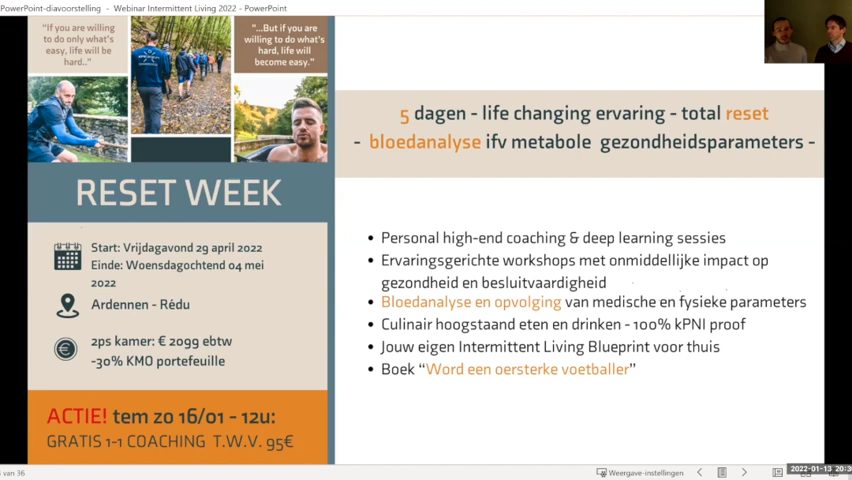 PowerPoint-diavoorstelling - Webinar Intermittent Living 2022 - PowerPoint
"If you are willing
to do only what's
easy, life will be
hard.."
"...But if you are
willing to do what's
hard, life will
become easy."
RESET WEEK
Start: Vrijdagavond 29 april 2022
Einde: Woensdagochtend 04 mei
2022
Ardennen - Rédu
2ps kamer: € 2099 ebtw
-30% KMO portefeuille
ACTIE! tem zo 16/01 - 12u:
GRATIS 1-1 COACHING T.W.V. 95€
5 dagen - life changing ervaring - total reset
- bloedanalyse ifv metabole gezondheidsparameters -
• Personal high-end coaching & deep learning sessies
• Ervaringsgerichte workshops met onmiddellijke impact op
gezondheid en besluitvaardigheid
• Bloedanalyse en opvolging van medische en fysieke parameters
• Culinair hoogstaand eten en drinken - 100% kPNI proof
• Jouw eigen Intermittent Living Blueprint voor thuis
• Boek “Word een oersterke voetballer”
van 36
Weergave-instellingen
2022-01-13